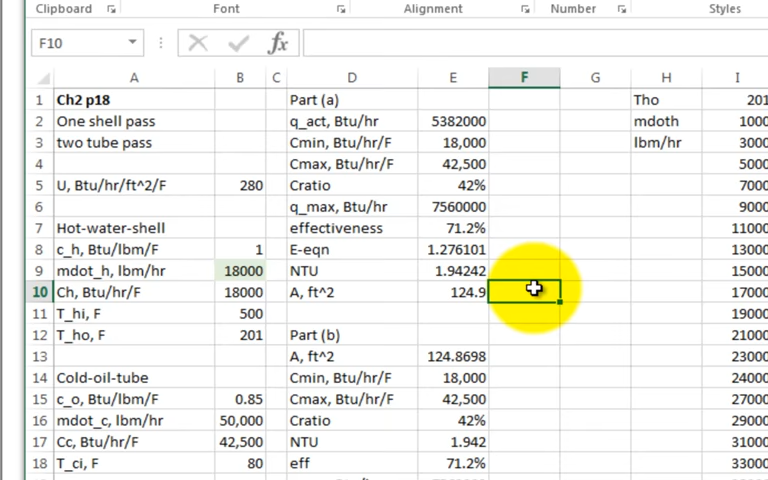 Clipboard Font Alignment Number Styles
F10 fx
A B C D E F G H I
1 Ch2 p18 Part (a) Tho 201
2 One shell pass q_act, Btu/hr 5382000 mdoth 1000
3 two tube pass Cmin, Btu/hr/F 18,000 lbm/hr 3000
4 Cmax, Btu/hr/F 42,500 5000
5 U, Btu/hr/ft^2/F 280 Cratio 42% 7000
6 q_max, Btu/hr 7560000 9000
7 Hot-water-shell effectiveness 71.2% 11000
8 c_h, Btu/lbm/F 1 E-eqn 1.276101 13000
9 mdot_h, lbm/hr 18000 NTU 1.94242 15000
10 Ch, Btu/hr/F 18000 A, ft^2 124.9 17000
11 T_hi, F 500 19000
12 T_ho, F 201 Part (b) 21000
13 A, ft^2 124.8698 23000
14 Cold-oil-tube Cmin, Btu/hr/F 18,000 24000
15 c_o, Btu/lbm/F 0.85 Cmax, Btu/hr/F 42,500 27000
16 mdot_c, lbm/hr 50,000 Cratio 42% 29000
17 Cc, Btu/hr/F 42,500 NTU 1.942 31000
18 T_ci, F 80 eff 71.2% 33000